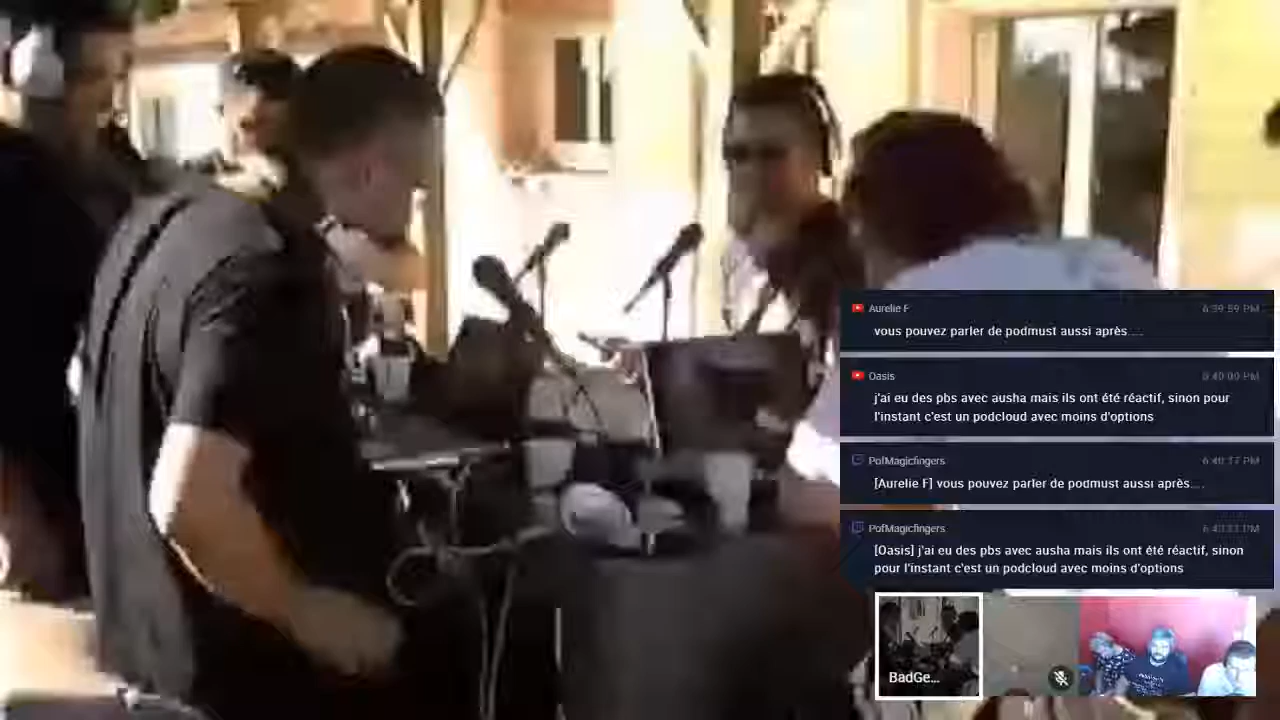 Aurelie F
6:39:59 PM
vous pouvez parler de podmust aussi après....
Oasis
6:40:00 PM
j'ai eu des pbs avec ausha mais ils ont été réactif, sinon pour
l'instant c'est un podcloud avec moins d'options
PofMagicfingers
6:40:17 PM
[Aurelie F] vous pouvez parler de podmust aussi après....
PofMagicfingers
[Oasis] j'ai eu des pbs avec ausha mais ils ont été réactif, sinon
pour l'instant c'est un podcloud avec moins d'options
BadGe...